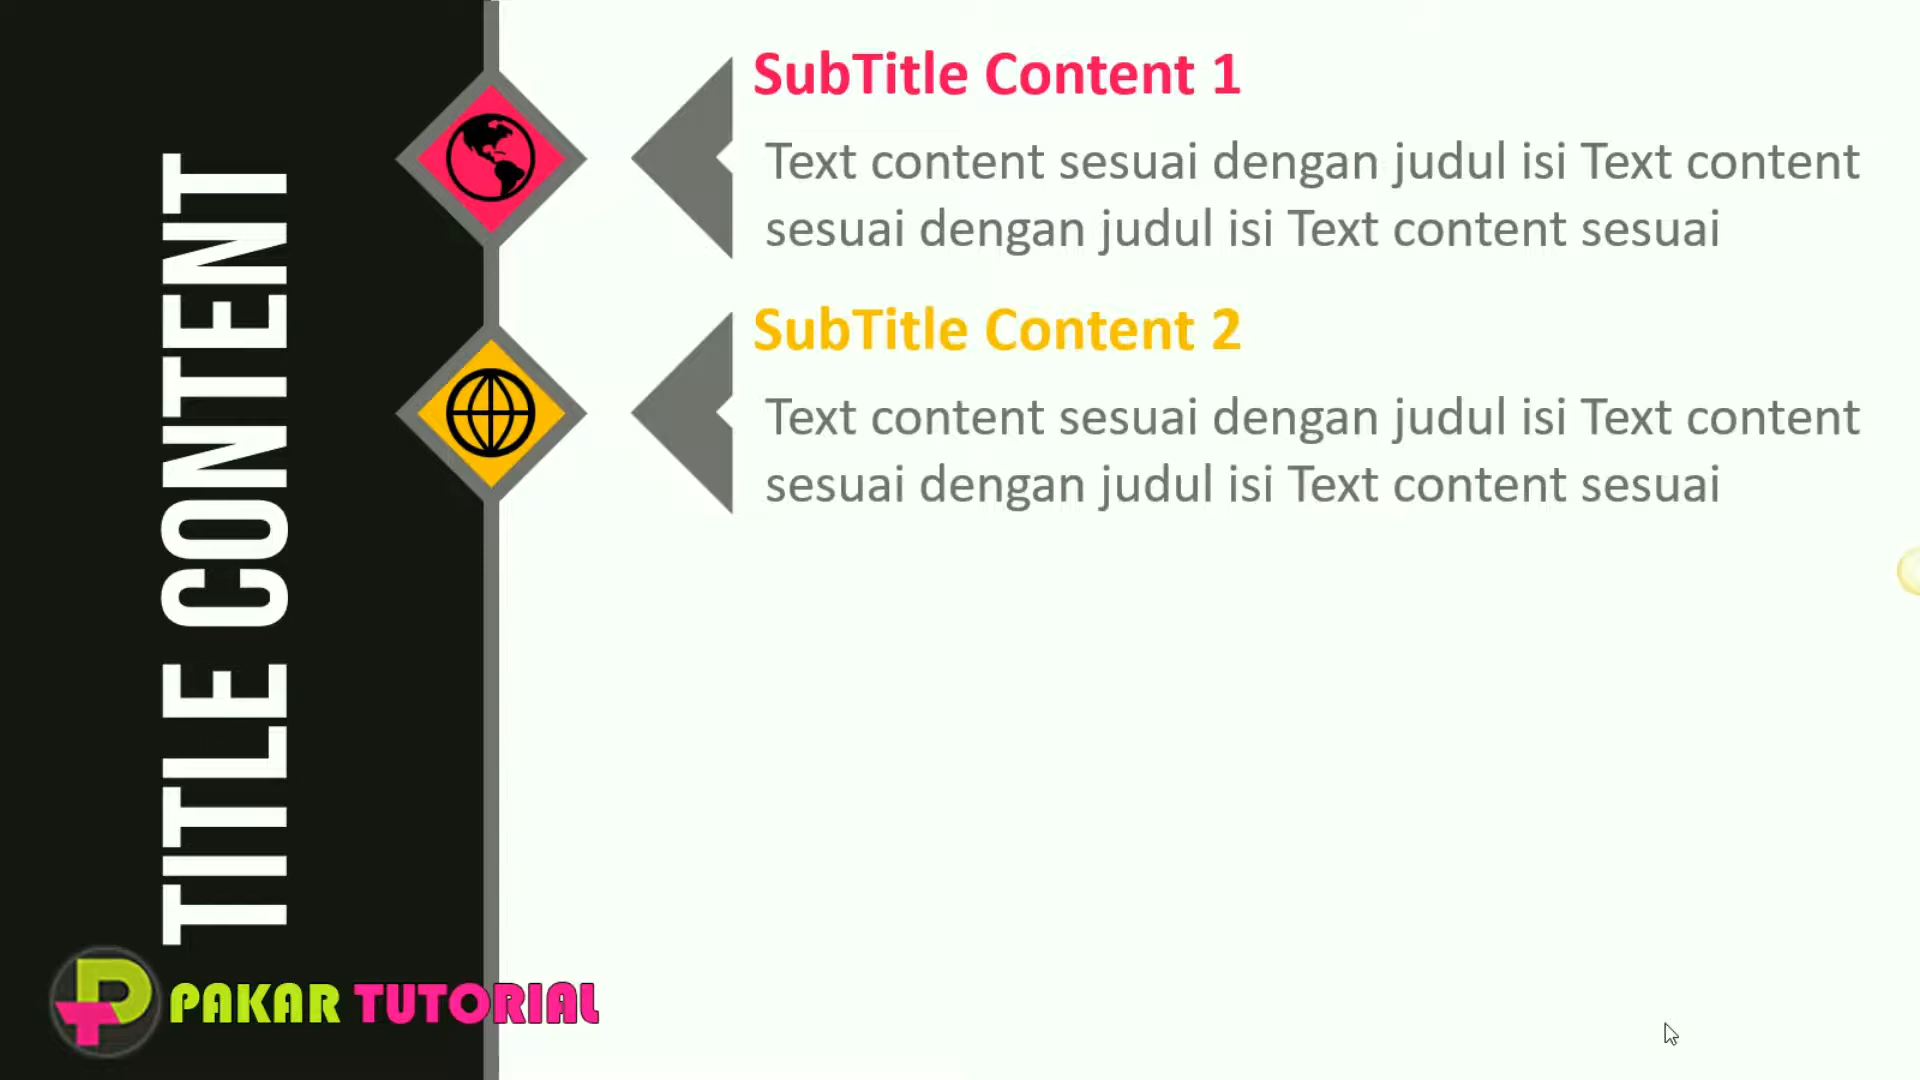 TITLE CONTENT
SubTitle Content 1
Text content sesuai dengan judul isi Text content
sesuai dengan judul isi Text content sesuai
SubTitle Content 2
Text content sesuai dengan judul isi Text content
sesuai dengan judul isi Text content sesuai
PAKAR TUTORIAL